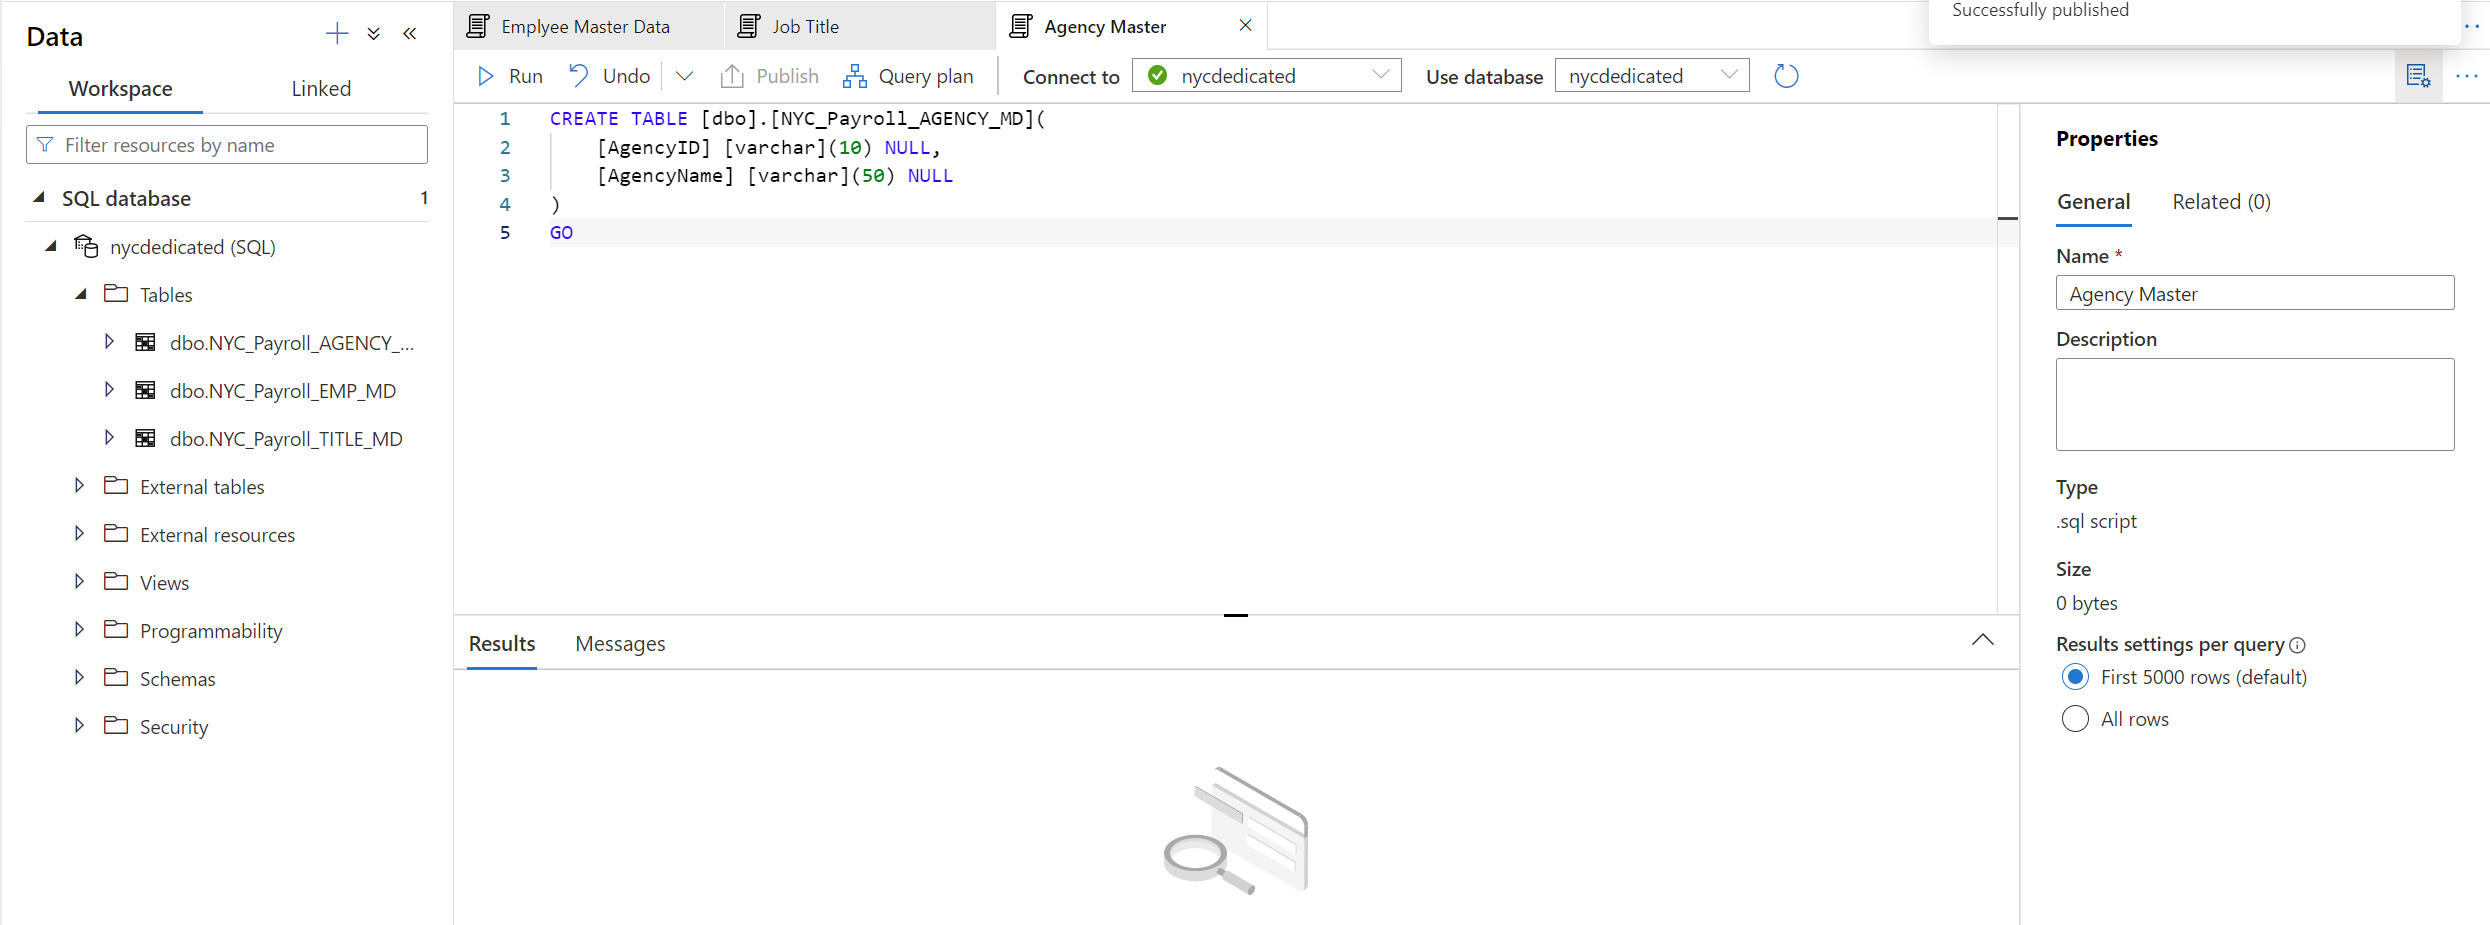 Data
Workspace
Linked
Filter resources by name
SQL database
1
nycdedicated (SQL)
Tables
dbo.NYC_Payroll_AGENCY_...
dbo.NYC_Payroll_EMP_MD
dbo.NYC_Payroll_TITLE_MD
External tables
External resources
Views
Programmability
Schemas
Security
Emplyee Master Data
Job Title
Agency Master
Successfully published
Run
Undo
Publish
Query plan
Connect to
nycdedicated
Use database
nycdedicated
1 CREATE TABLE [dbo].[NYC_Payroll_AGENCY_MD](
2 [AgencyID] [varchar](10) NULL,
3 [AgencyName] [varchar](50) NULL
4 )
5 GO
Results
Messages
Properties
General
Related (0)
Name *
Agency Master
Description
Type
.sql script
Size
0 bytes
Results settings per query
First 5000 rows (default)
All rows